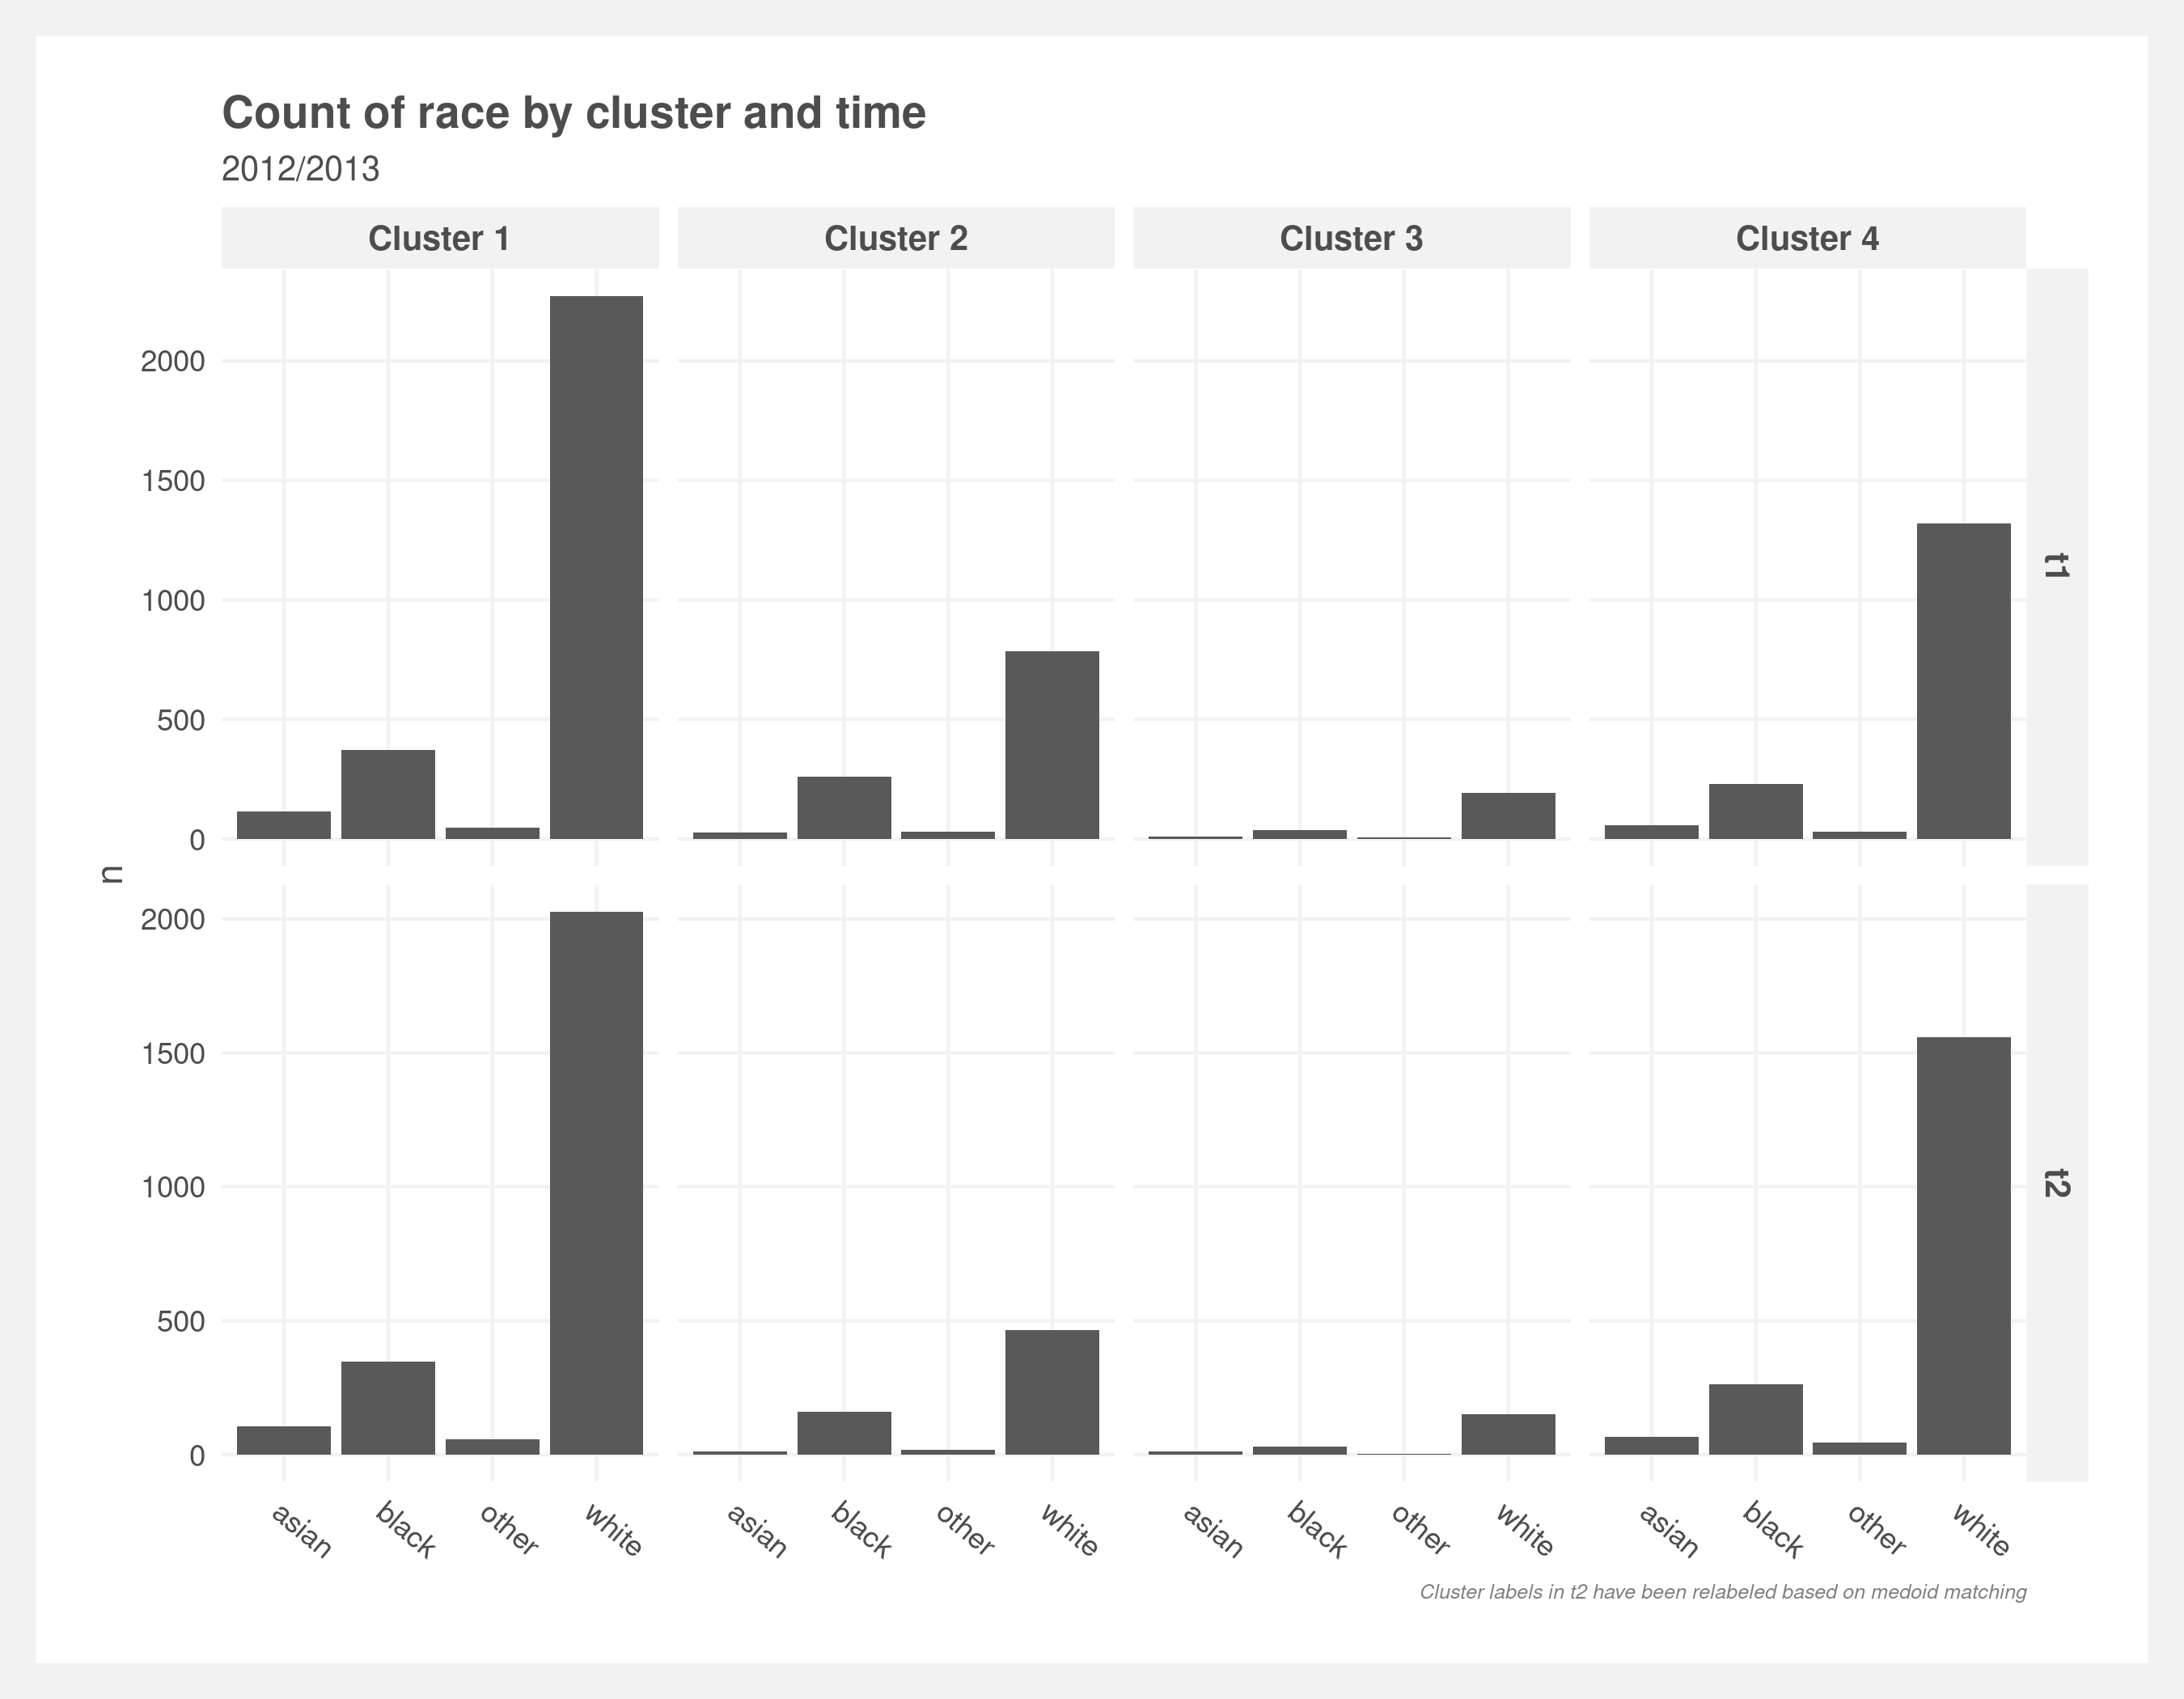 Count of race by cluster and time
2012/2013
Cluster 1 Cluster 2 Cluster 3 Cluster 4
2000
1500
1000
500
0
t1
n
2000
1500
1000
500
0
t2
asian black other white asian black other white asian black other white asian black other white
Cluster labels in t2 have been relabeled based on medoid matching